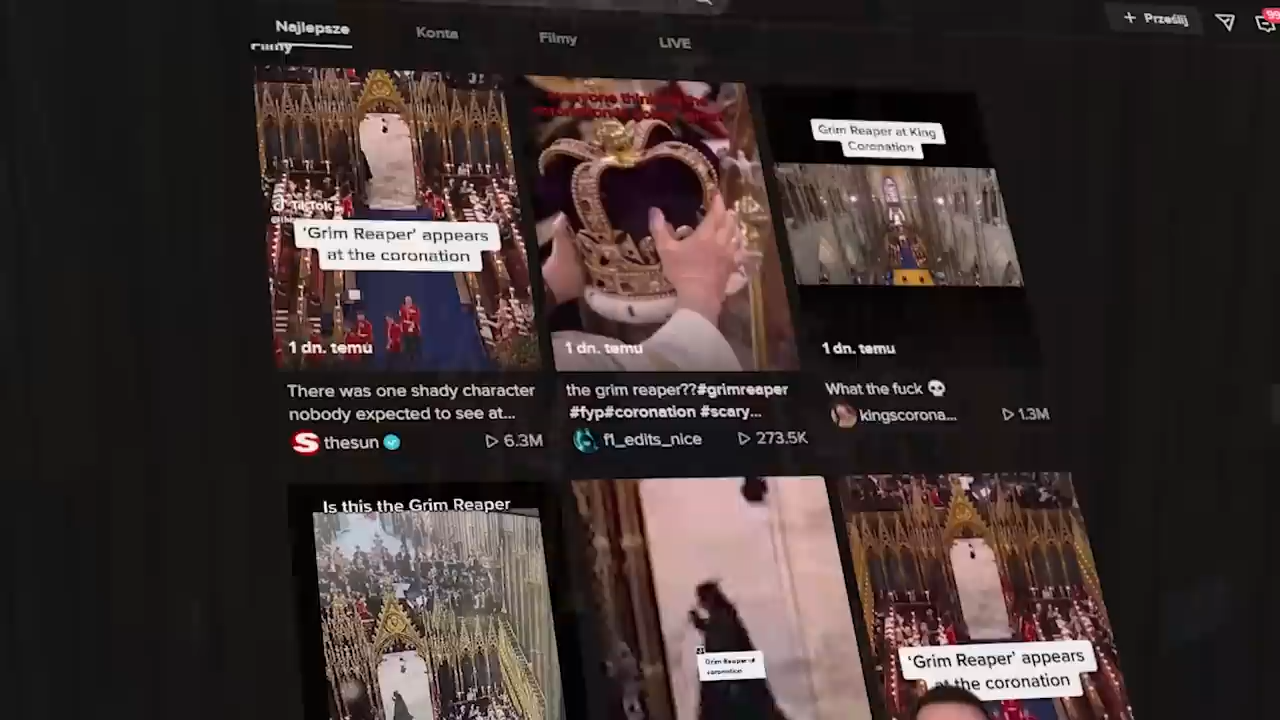 Najlepsze
Konta
Filmy
LIVE
+ Prześlij
99
Filmy
TikTok
'Grim Reaper' appears
at the coronation
1 dn. temu
There was one shady character
nobody expected to see at...
thesun
6.3M
1 dn. temu
the grim reaper??#grimreaper
#fyp#coronation #scary...
f1_edits_nice
273.5K
Grim Reaper at King
Coronation
1 dn. temu
What the fuck 💀
kingscorona...
1.3M
Is this the Grim Reaper
Grim Reaper at
coronation
'Grim Reaper' appears
at the coronation